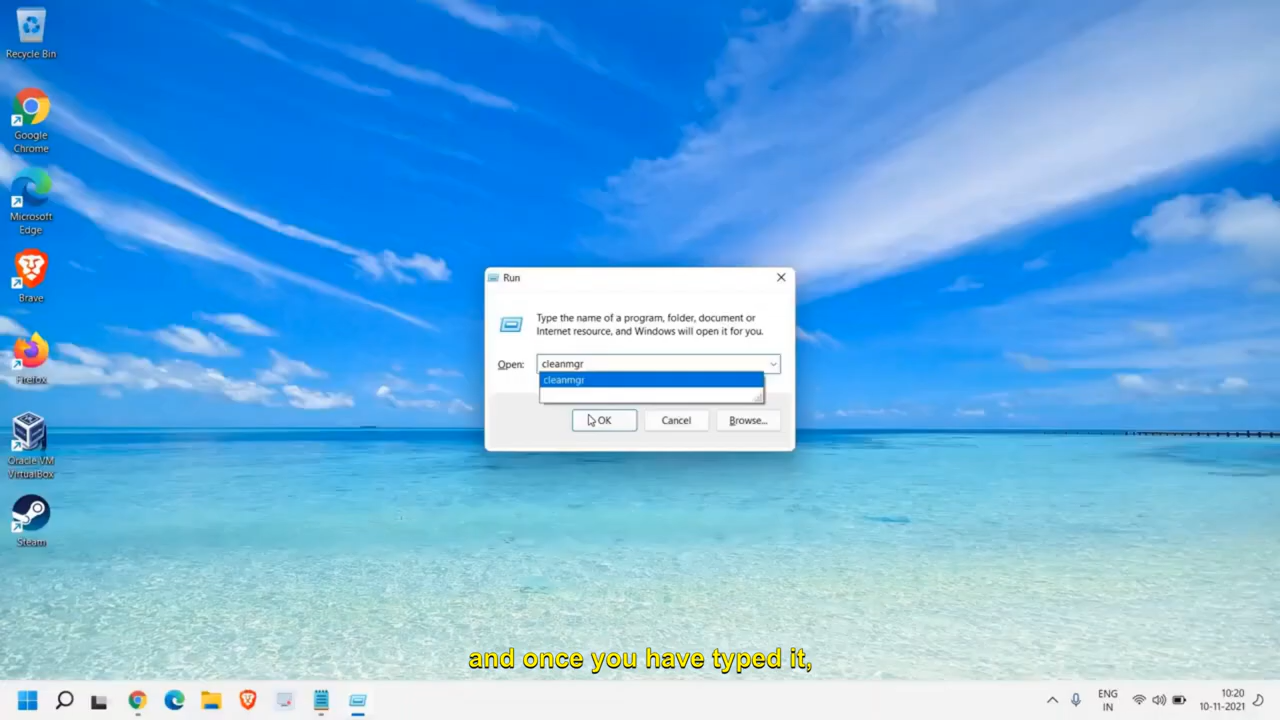 Recycle Bin
Google
Chrome
Microsoft
Edge
Brave
Firefox
Oracle VM
VirtualBox
Steam
Run
Type the name of a program, folder, document or
Internet resource, and Windows will open it for you.
Open:
cleanmgr
cleanmgr
OK
Cancel
Browse...
and once you have typed it,
ENG
IN
10:20
10-11-2021